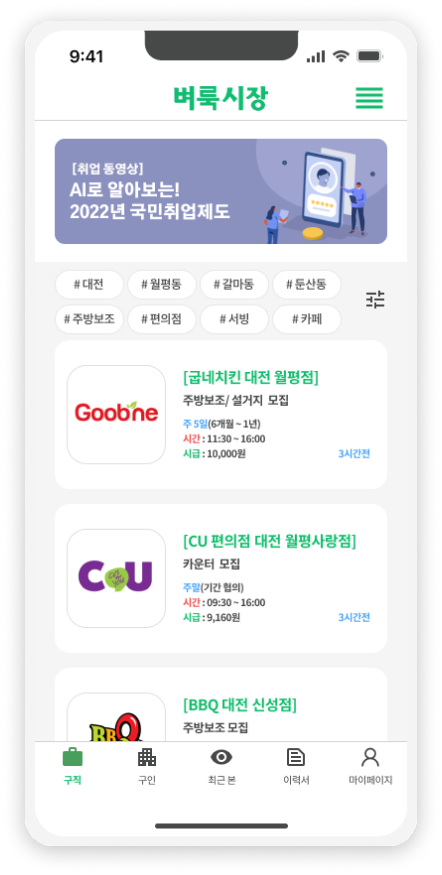 9:41
벼룩시장
[취업 동영상]
AI로 알아보는!
2022년 국민취업제도
# 대전
# 월평동
# 갈마동
# 둔산동
# 주방보조
# 편의점
# 서빙
# 카페
Goobne
[굽네치킨 대전 월평점]
주방보조/ 설거지 모집
주 5일(6개월 ~ 1년)
시간 : 11:30 ~ 16:00
시급 : 10,000원
3시간전
CU
[CU 편의점 대전 월평사랑점]
카운터 모집
주말(기간 협의)
시간 : 09:30 ~ 16:00
시급 : 9,160원
3시간전
BBQ
[BBQ 대전 신성점]
주방보조 모집
구직
구인
최근 본
이력서
마이페이지